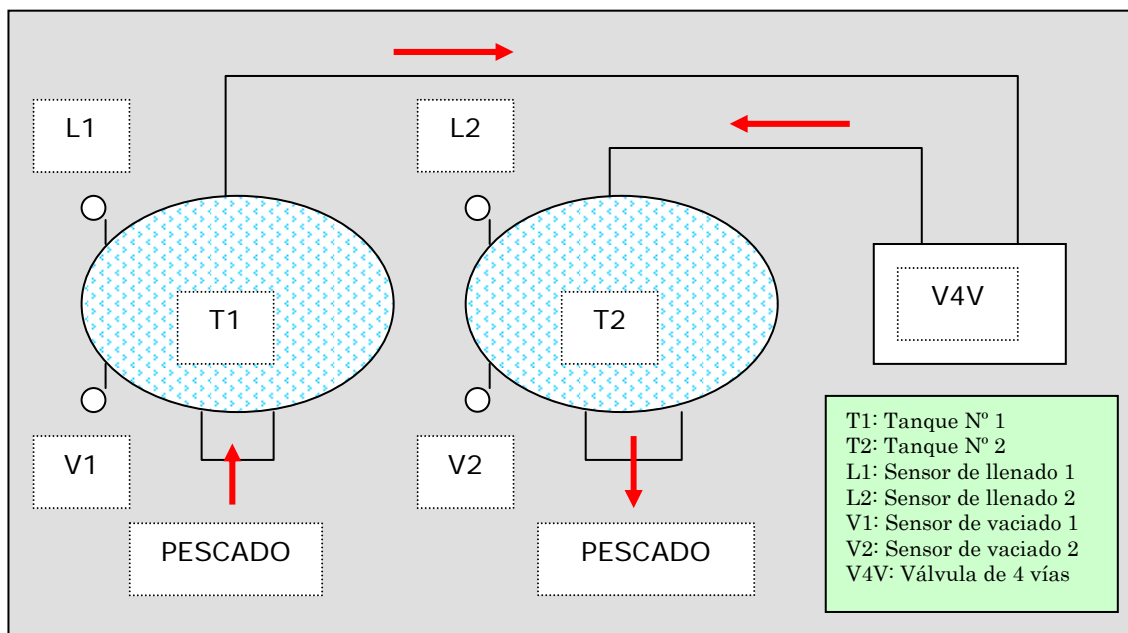 L1
L2
T1
T2
V4V
V1
V2
PESCADO
PESCADO
T1: Tanque Nº 1
T2: Tanque Nº 2
L1: Sensor de llenado 1
L2: Sensor de llenado 2
V1: Sensor de vaciado 1
V2: Sensor de vaciado 2
V4V: Válvula de 4 vías